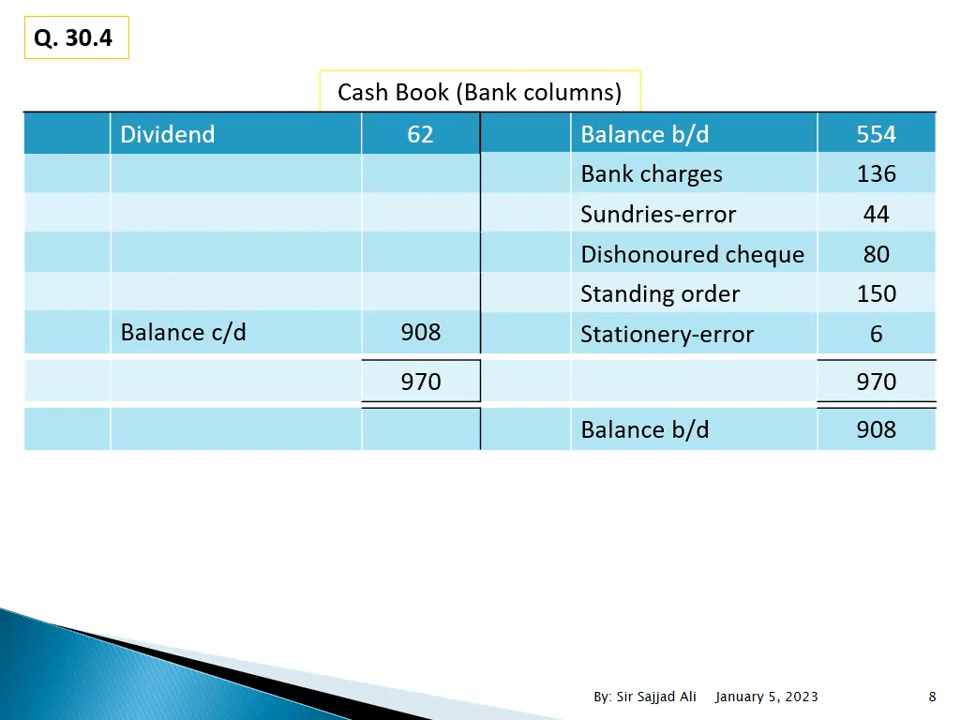 Q. 30.4
Cash Book (Bank columns)
Dividend 62 Balance b/d 554
Bank charges 136
Sundries-error 44
Dishonoured cheque 80
Standing order 150
Balance c/d 908 Stationery-error 6
970 970
Balance b/d 908
By: Sir Sajjad Ali January 5, 2023 8